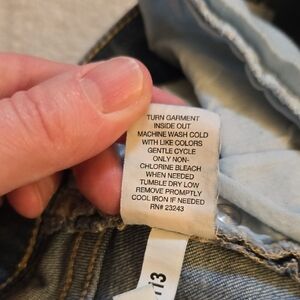 TURN GARMENT
INSIDE OUT
MACHINE WASH COLD
WITH LIKE COLORS
GENTLE CYCLE
ONLY NON-
CHLORINE BLEACH
WHEN NEEDED
TUMBLE DRY LOW
REMOVE PROMPTLY
COOL IRON IF NEEDED
RN# 23243
13